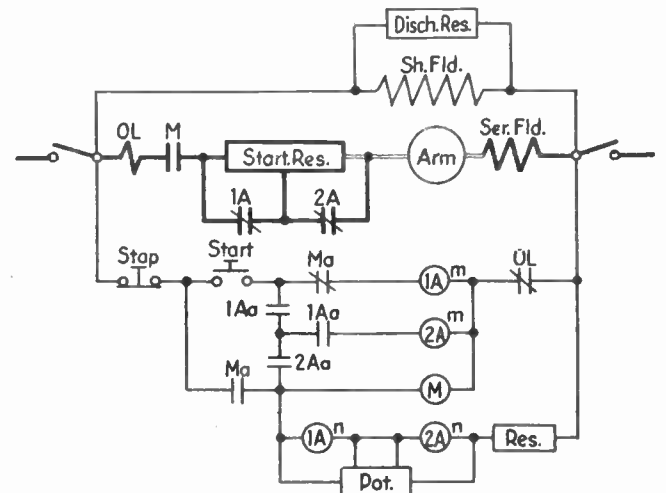 Disch. Res.
Sh. Fld.
OL
M
Start. Res.
Arm
Ser. Fld.
1A
2A
Stap
Start
Ma
1A m
OL
1Aa
1Aa
2A m
2Aa
Ma
M
1A n
2A n
Res.
Pot.